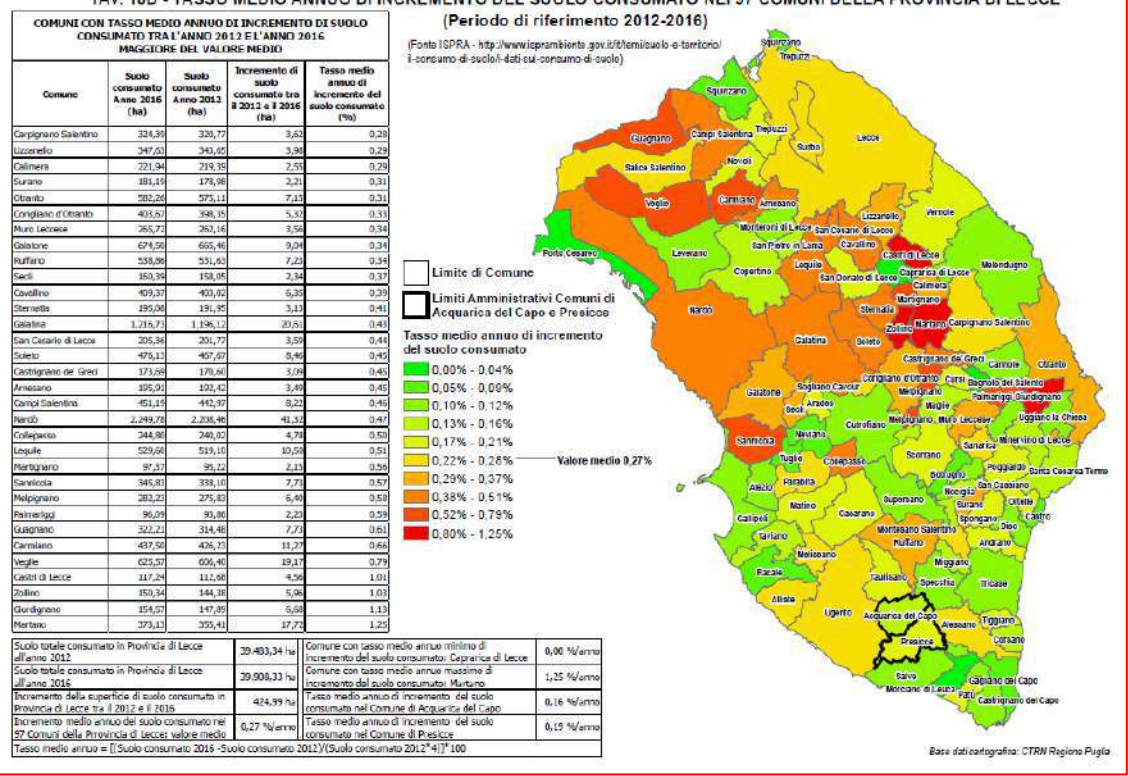 TAV. 10D - TASSO MEDIO ANNUO DI INCREMENTO DEL SUOLO CONSUMATO NEI 97 COMUNI DELLA PROVINCIA DI LECCE
(Periodo di riferimento 2012-2016)
(Fonte ISPRA - http://www.isprambiente.gov.it/it/temi/suolo-e-territorio/
il-consumo-di-suolo/i-dati-sul-consumo-di-suolo)
COMUNI CON TASSO MEDIO ANNUO DI INCREMENTO DI SUOLO
CONSUMATO TRA L'ANNO 2012 E L'ANNO 2016
MAGGIORE DEL VALORE MEDIO
Comune Suolo consumato Anno 2016 (ha) Suolo consumato Anno 2012 (ha) Incremento di suolo consumato tra il 2012 e il 2016 (ha) Tasso medio annuo di incremento del suolo consumato (%)
Carpignano Salentino 324,39 320,77 3,62 0,28
Lizzanello 347,63 343,65 3,98 0,29
Calimera 221,94 219,39 2,55 0,29
Surano 181,19 178,98 2,21 0,31
Otranto 582,26 575,11 7,15 0,31
Corigliano d'Otranto 403,67 398,35 5,32 0,33
Muro Leccese 265,72 262,16 3,56 0,34
Galatone 674,50 665,46 9,04 0,34
Ruffano 538,86 531,63 7,23 0,34
Secli 160,39 158,05 2,34 0,37
Cavallino 409,37 403,02 6,35 0,39
Sternatia 195,08 191,95 3,13 0,41
Galatina 1.216,73 1.196,12 20,61 0,43
San Cesario di Lecce 205,36 201,77 3,59 0,44
Soleto 476,13 467,67 8,46 0,45
Castrignano de' Greci 173,69 170,60 3,09 0,45
Arnesano 195,91 192,42 3,49 0,45
Campi Salentina 451,19 442,97 8,22 0,46
Nardò 2.249,78 2.208,46 41,32 0,47
Collepasso 244,80 240,02 4,78 0,50
Lequile 529,60 519,10 10,50 0,51
Martignano 97,37 95,22 2,15 0,56
Sannicola 345,83 338,10 7,73 0,57
Melpignano 282,23 275,83 6,40 0,58
Palmariggi 96,09 93,86 2,23 0,59
Guagnano 322,21 314,48 7,73 0,61
Carmiano 437,50 426,23 11,27 0,66
Veglie 625,57 606,40 19,17 0,79
Castri di Lecce 117,24 112,68 4,56 1,01
Zollino 150,34 144,38 5,96 1,03
Giurdignano 154,57 147,89 6,68 1,13
Martano 373,13 355,41 17,72 1,25
Suolo totale consumato in Provincia di Lecce all'anno 2012 39.483,34 ha
Comune con tasso medio annuo minimo di incremento del suolo consumato: Caprarica di Lecce 0,00 %/anno
Suolo totale consumato in Provincia di Lecce all'anno 2016 39.908,33 ha
Comune con tasso medio annuo massimo di incremento del suolo consumato: Martano 1,25 %/anno
Incremento della superficie di suolo consumato in Provincia di Lecce tra il 2012 e il 2016 424,99 ha
Tasso medio annuo di incremento del suolo consumato nel Comune di Acquarica del Capo 0,16 %/anno
Incremento medio annuo del suolo consumato nei 97 Comuni della Provincia di Lecce: valore medio 0,27 %/anno
Tasso medio annuo di incremento del suolo consumato nel Comune di Presicce 0,19 %/anno
Tasso medio annuo = [(Suolo consumato 2016 -Suolo consumato 2012)/(Suolo consumato 2012*4)]*100
Limite di Comune
Limiti Amministrativi Comuni di
Acquarica del Capo e Presicce
Tasso medio annuo di incremento
del suolo consumato
0,00% - 0,04%
0,05% - 0,09%
0,10% - 0,12%
0,13% - 0,16%
0,17% - 0,21%
0,22% - 0,28% Valore medio 0,27%
0,29% - 0,37%
0,38% - 0,51%
0,52% - 0,79%
0,80% - 1,25%
Squinzano
Trepuzzi
Squinzano
Guagnano
Campi Salentina
Trepuzzi
Lecce
Surbo
Salice Salentino
Novoli
Veglie
Carmiano
Arnesano
Lizzanello
Vernole
Monteroni di Lecce
San Cesario di Lecce
Porto Cesareo
Leverano
San Pietro in Lama
Cavallino
Castri di Lecce
Copertino
Lequile
San Donato di Lecce
Caprarica di Lecce
Melendugno
Calimera
Martignano
Nardò
Sternatia
Zollino
Martano
Carpignano Salentino
Galatina
Soleto
Castrignano de' Greci
Cannole
Otranto
Galatone
Sogliano Cavour
Corigliano d'Otranto
Cursi
Bagnolo del Salento
Melpignano
Palmariggi
Giurdignano
Seclì
Aradeo
Maglie
Uggiano la Chiesa
Cutrofiano
Melpignano
Muro Leccese
Sannicola
Neviano
Sanarica
Minervino di Lecce
Tuglie
Collepasso
Scorrano
Poggiardo
Santa Cesarea Terme
Alezio
Parabita
Botrugno
San Cassiano
Nociglia
Supersano
Surano
Ortelle
Gallipoli
Matino
Casarano
Spongano
Diso
Castro
Taviano
Montesano Salentino
Ruffano
Andrano
Melissano
Miggiano
Racale
Taurisano
Specchia
Tricase
Alliste
Ugento
Acquarica del Capo
Alessano
Tiggiano
Presicce
Corsano
Salve
Morciano di Leuca
Gagliano del Capo
Patù
Castrignano del Capo
Base dati cartografica: CTRN Regione Puglia